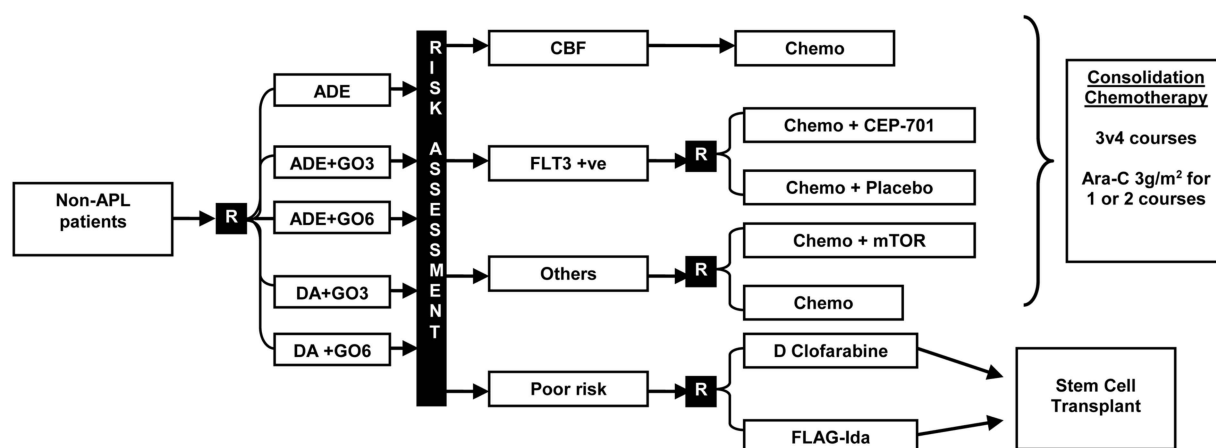 Non-APL
patients
R
ADE
ADE+GO3
ADE+GO6
DA+GO3
DA +GO6
RISK ASSESSMENT
CBF
Chemo
FLT3 +ve
R
Chemo + CEP-701
Chemo + Placebo
Others
R
Chemo + mTOR
Chemo
Poor risk
R
D Clofarabine
FLAG-Ida
Consolidation
Chemotherapy
3v4 courses
Ara-C 3g/m² for
1 or 2 courses
Stem Cell
Transplant